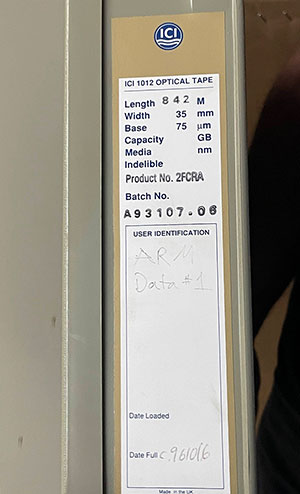 ICI
ICI 1012 OPTICAL TAPE
Length 842 M
Width 35 mm
Base 75 µm
Capacity GB
Media nm
Indelible
Product No. 2FCRA
Batch No.
A93107-06
USER IDENTIFICATION
ARM
Data #1
Date Loaded
Date Full c.961016
Made in the UK